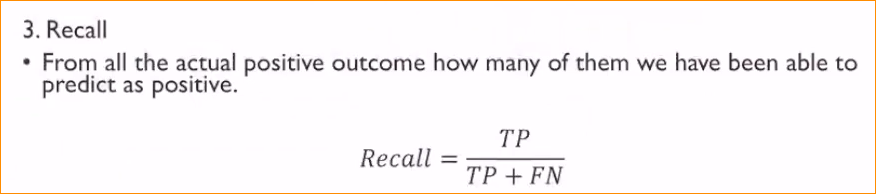 3. Recall
• From all the actual positive outcome how many of them we have been able to
predict as positive.
Recall = TP / TP + FN